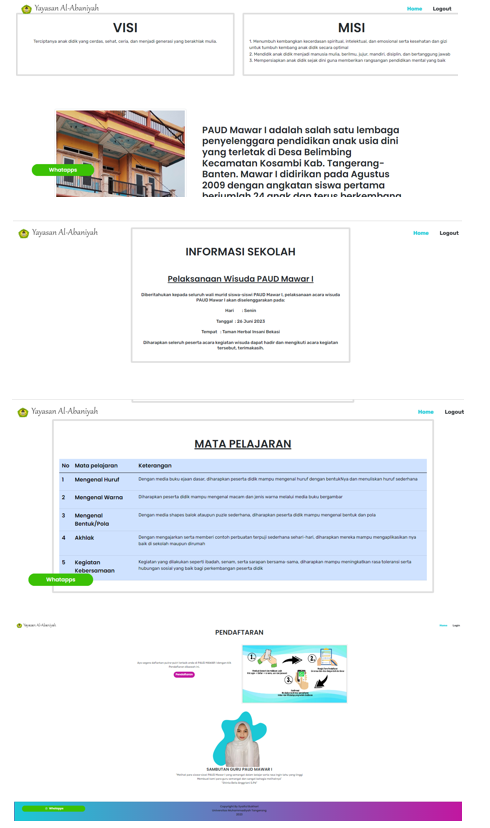 Yayasan Al-Abaniyah
Home Logout
VISI
Terciptanya anak didik yang cerdas, sehat, ceria, dan menjadi generasi yang berakhlak mulia.
MISI
1. Menumbuh kembangkan kecerdasan spiritual, intelektual, dan emosional serta kesehatan dan gizi
untuk tumbuh kembang anak didik secara optimal
2. Mendidik anak didik menjadi manusia mulia, berilmu, jujur, mandiri, disiplin, dan bertanggung jawab.
3. Mempersiapkan anak didik sejak dini guna memberikan rangsangan pendidikan mental yang baik
PAUD Mawar I adalah salah satu lembaga
penyelenggara pendidikan anak usia dini
yang terletak di Desa Belimbing
Kecamatan Kosambi Kab. Tangerang-
Banten. Mawar I didirikan pada Agustus
2009 dengan angkatan siswa pertama
berjumlah 24 anak dan terus berkembang
Whatapps
Yayasan Al-Abaniyah
Home Logout
INFORMASI SEKOLAH
Pelaksanaan Wisuda PAUD Mawar I
Diberitahukan kepada seluruh wali murid siswa-siswi PAUD Mawar I, pelaksanaan acara wisuda
PAUD Mawar I akan diselenggarakan pada:
Hari : Senin
Tanggal : 26 Juni 2023
Tempat : Taman Herbal Insani Bekasi
Diharapkan seleruh peserta acara kegiatan wisuda dapat hadir dan mengikuti acara kegiatan
tersebut. terimakasih.
Yayasan Al-Abaniyah
Home Logout
MATA PELAJARAN
No Mata pelajaran Keterangan
1 Mengenal Huruf Dengan media buku ejaan dasar, diharapkan peserta didik mampu mengenal huruf dengan bentukNya dan menuliskan huruf sederhana
2 Mengenal Warna Diharapkan peserta didik mampu mengenal macam dan jenis warna melalui media buku bergambar
3 Mengenal Dengan media shapes balok ataupun puzle sederhana, diharapkan peserta didik mampu mengenal bentuk dan pola
Bentuk/Pola
4 Akhlak Dengan mengajarkan serta memberi contoh perbuatan terpuji sederhana sehari-hari, diharapkan mereka mampu mengaplikasikan nya
baik di sekolah maupun dirumah
5 Kegiatan Kegiatan yang dilakukan seperti ibadah, senam, serta sarapan bersama-sama, diharapkan mampu meningkatkan rasa toleransi serta
Kebersamaan hubungan sosial yang baik bagi perkembangan peserta didik
Whatapps
Yayasan Al-Abaniyah
Home Login
PENDAFTARAN
1.
2.
3.
SAMBUTAN GURU PAUD MAWAR I
Whatapps